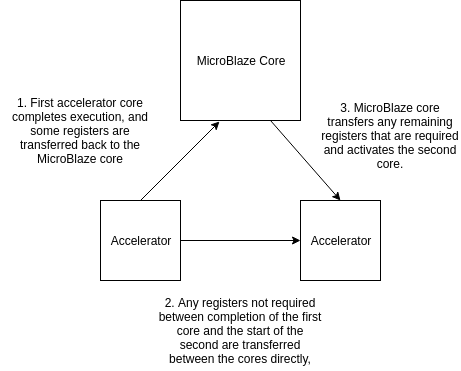 MicroBlaze Core
1. First accelerator core
completes execution, and
some registers are
transferred back to the
MicroBlaze core
3. MicroBlaze core
transfers any remaining
registers that are required
and activates the second
core.
Accelerator
Accelerator
2. Any registers not required
between completion of the first
core and the start of the
second are transferred
between the cores directly,